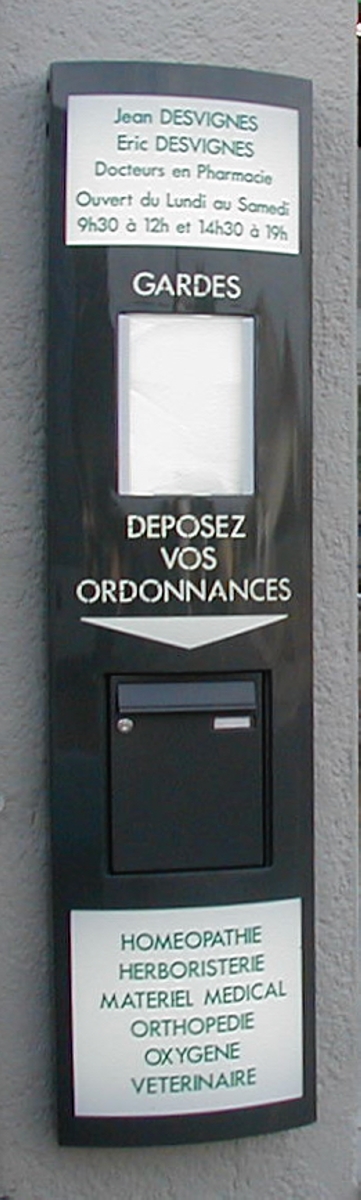 Jean DESVIGNES
Eric DESVIGNES
Docteurs en Pharmacie
Ouvert du Lundi au Samedi
9h30 à 12h et 14h30 à 19h
GARDES
DEPOSEZ
VOS
ORDONNANCES
HOMEOPATHIE
HERBORISTERIE
MATERIEL MEDICAL
ORTHOPEDIE
OXYGENE
VETERINAIRE